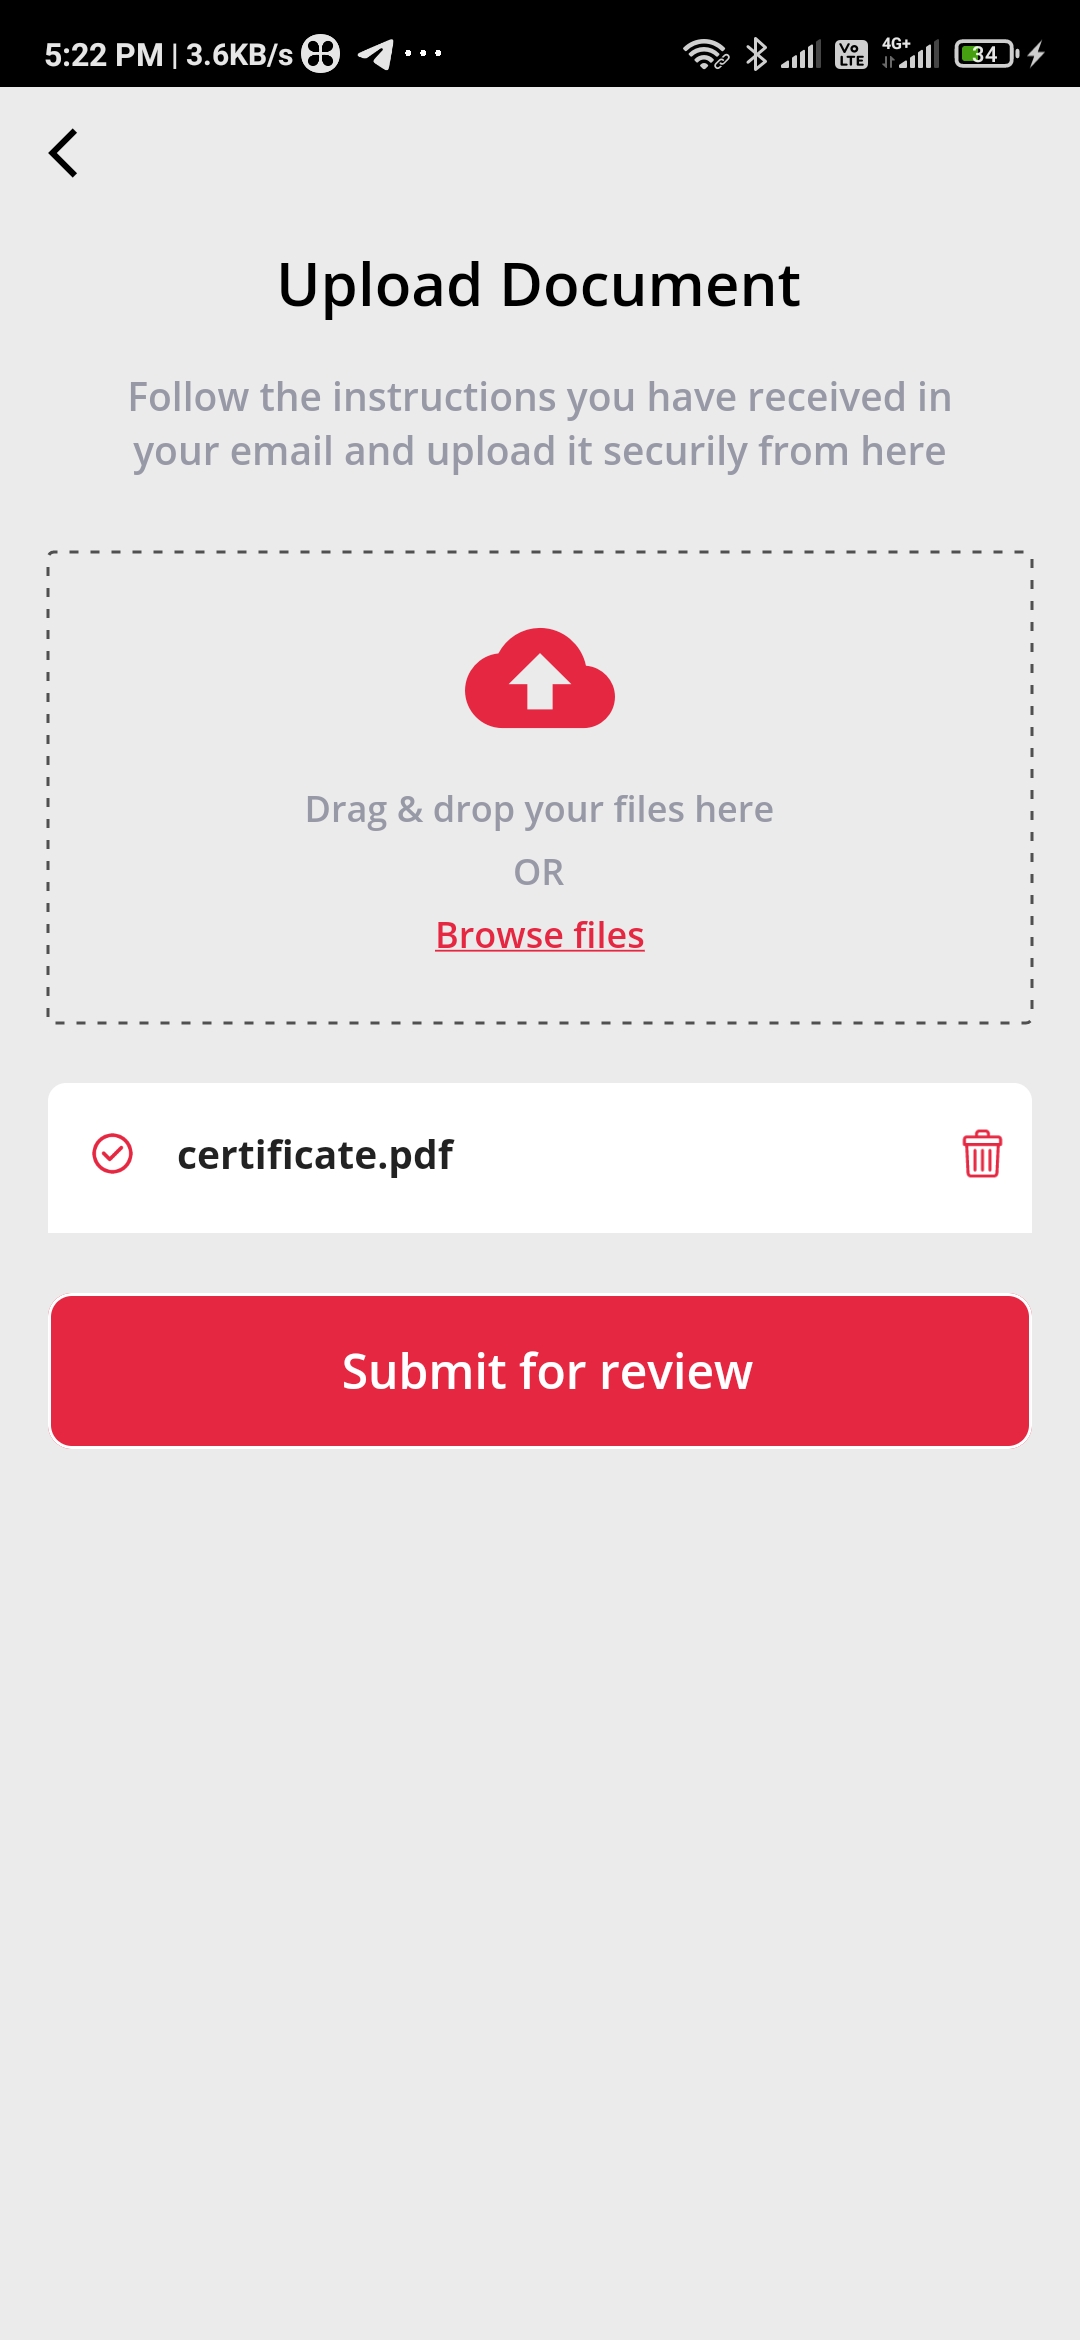 5:22 PM | 3.6KB/s ... Vo LTE 4G+ 34
Upload Document
Follow the instructions you have received in
your email and upload it securily from here
Drag & drop your files here
OR
Browse files
certificate.pdf
Submit for review